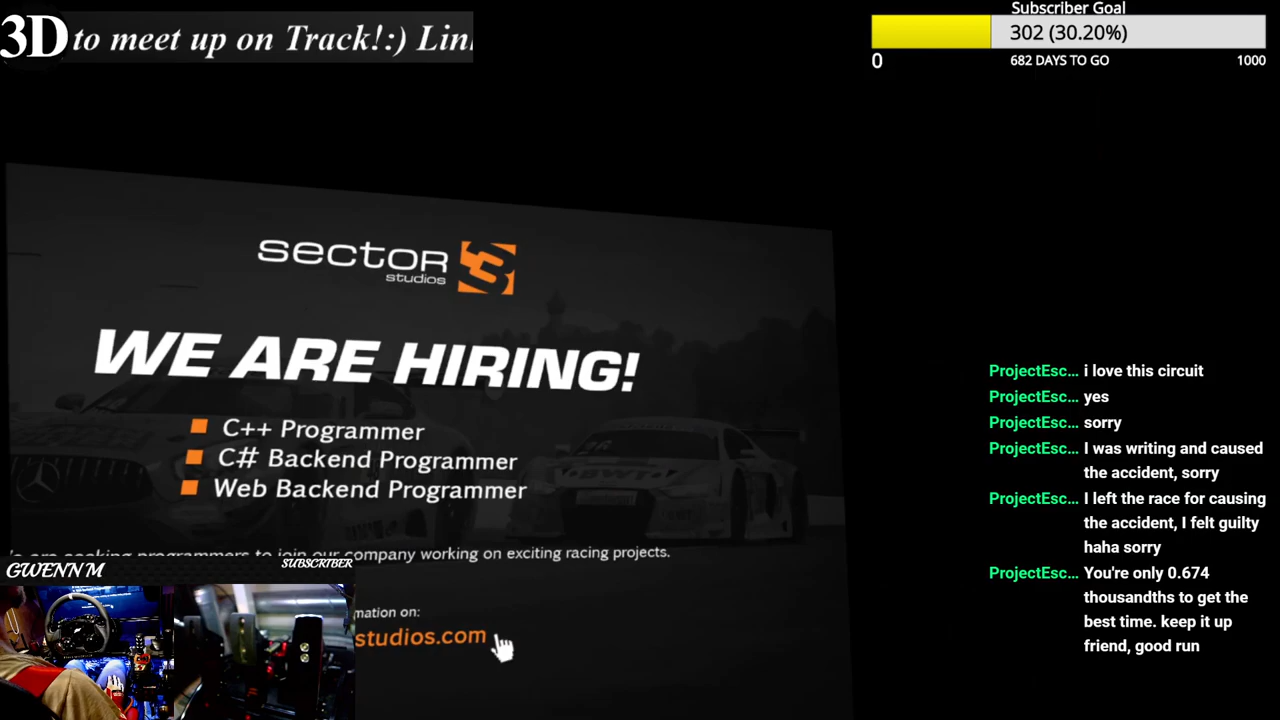 3D to meet up on Track!:) Lin
Subscriber Goal
302 (30.20%)
0
682 DAYS TO GO
1000
sector
studios
WE ARE HIRING!
C++ Programmer
C# Backend Programmer
Web Backend Programmer
are seeking programmers to join our company working on exciting racing projects.
mation on:
studios.com
GWENN M
SUBSCRIBER
ProjectEsc... i love this circuit
ProjectEsc... yes
ProjectEsc... sorry
ProjectEsc... I was writing and caused
the accident, sorry
ProjectEsc... I left the race for causing
the accident, I felt guilty
haha sorry
ProjectEsc... You're only 0.674
thousandths to get the
best time. keep it up
friend, good run